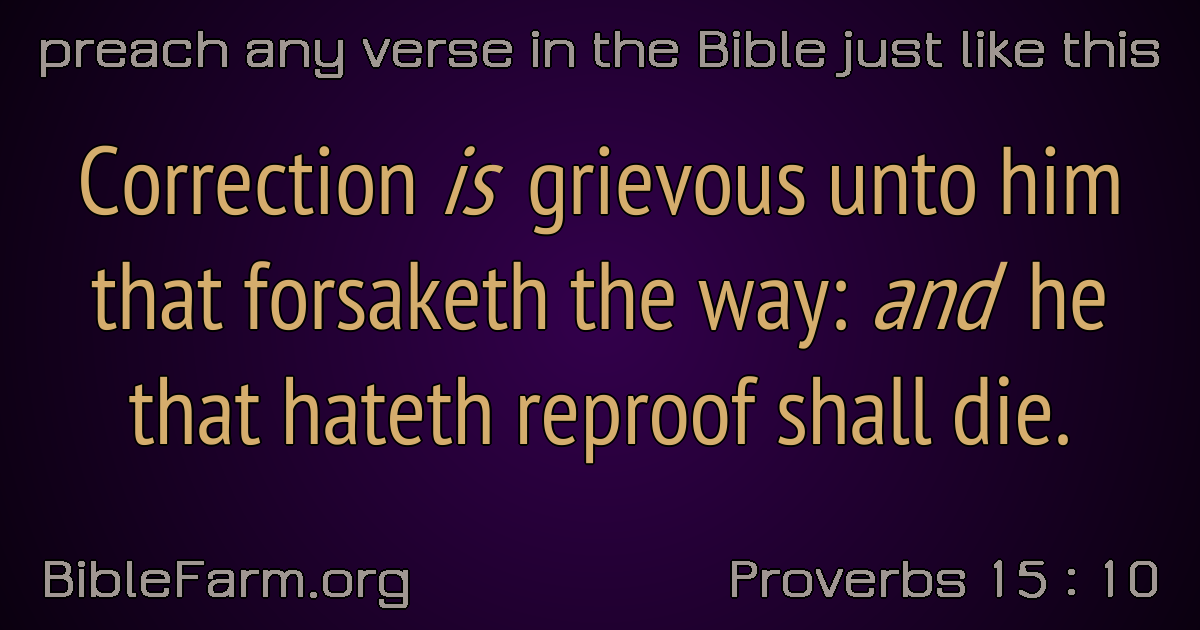 preach any verse in the Bible just like this
Correction is grievous unto him
that forsaketh the way: and he
that hateth reproof shall die.
BibleFarm.org
Proverbs 15 : 10